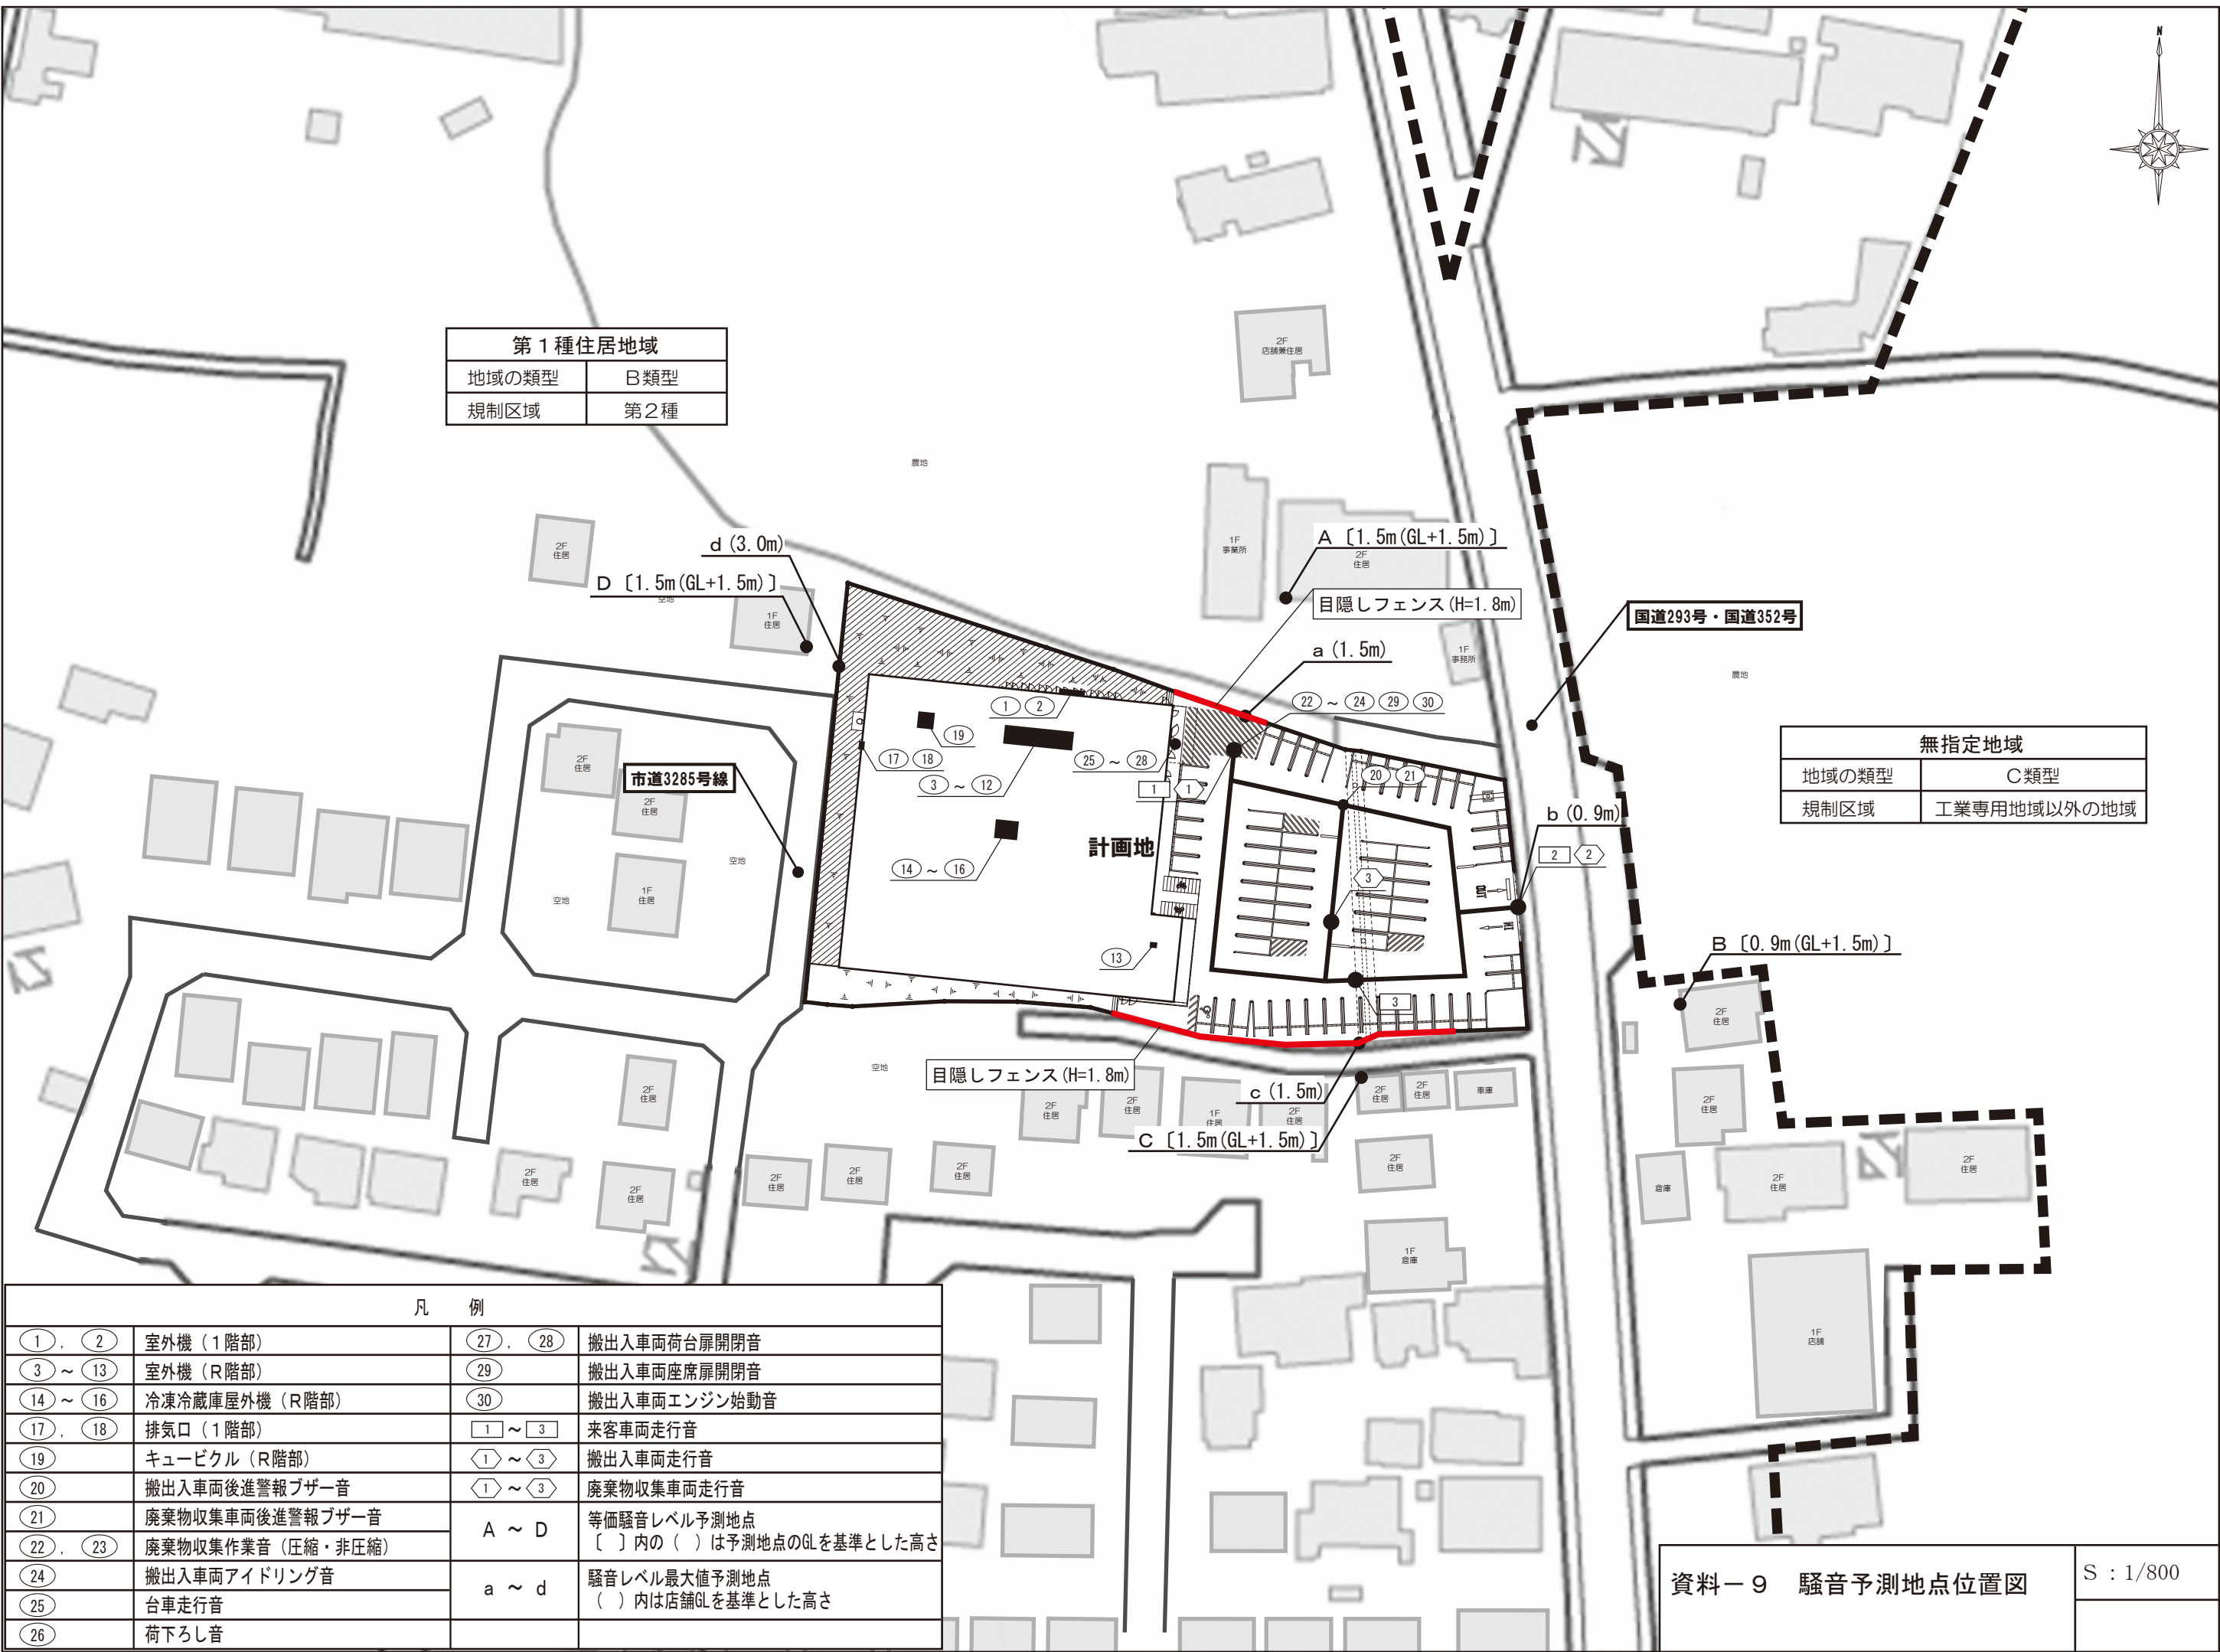 N
2F
店舗兼住居
第1種住居地域
地域の類型 B類型
規制区域 第2種
農地
1F
事業所
A〔1.5m(GL+1.5m)〕
2F
住居
2F
住居
d (3.0m)
D〔1.5m(GL+1.5m)〕
空地
1F
住居
目隠しフェンス(H=1.8m)
国道293号・国道352号
a (1.5m)
1F
事務所
農地
22 ～ 24 29 30
1 2
19
17 18
3 ～ 12
25 ～ 28
20 21
1 1
無指定地域
地域の類型 C類型
規制区域 工業専用地域以外の地域
2F
住居
市道3285号線
2F
住居
b (0.9m)
2 2
計画地
空地
14 ～ 16
3
OUT
IN
空地
1F
住居
13
3
B〔0.9m(GL+1.5m)〕
2F
住居
空地
目隠しフェンス(H=1.8m)
c (1.5m)
C〔1.5m(GL+1.5m)〕
2F
住居
2F
住居
2F
住居
1F
住居
2F
住居
2F
住居
2F
住居
車庫
2F
住居
2F
住居
2F
住居
2F
住居
2F
住居
2F
住居
2F
住居
倉庫
2F
住居
2F
住居
1F
倉庫
1F
店舗
凡　例
1 , 2 室外機（1階部）
3 ～ 13 室外機（R階部）
14 ～ 16 冷凍冷蔵庫屋外機（R階部）
17 , 18 排気口（1階部）
19 キュービクル（R階部）
20 搬出入車両後進警報ブザー音
21 廃棄物収集車両後進警報ブザー音
22 , 23 廃棄物収集作業音（圧縮・非圧縮）
24 搬出入車両アイドリング音
25 台車走行音
26 荷下ろし音
27 , 28 搬出入車両荷台扉開閉音
29 搬出入車両座席扉開閉音
30 搬出入車両エンジン始動音
1 ～ 3 来客車両走行音
1 ～ 3 搬出入車両走行音
1 ～ 3 廃棄物収集車両走行音
A ～ D 等価騒音レベル予測地点
〔　〕内の（　）は予測地点のGLを基準とした高さ
a ～ d 騒音レベル最大値予測地点
（　）内は店舗GLを基準とした高さ
資料－9　騒音予測地点位置図
S : 1/800